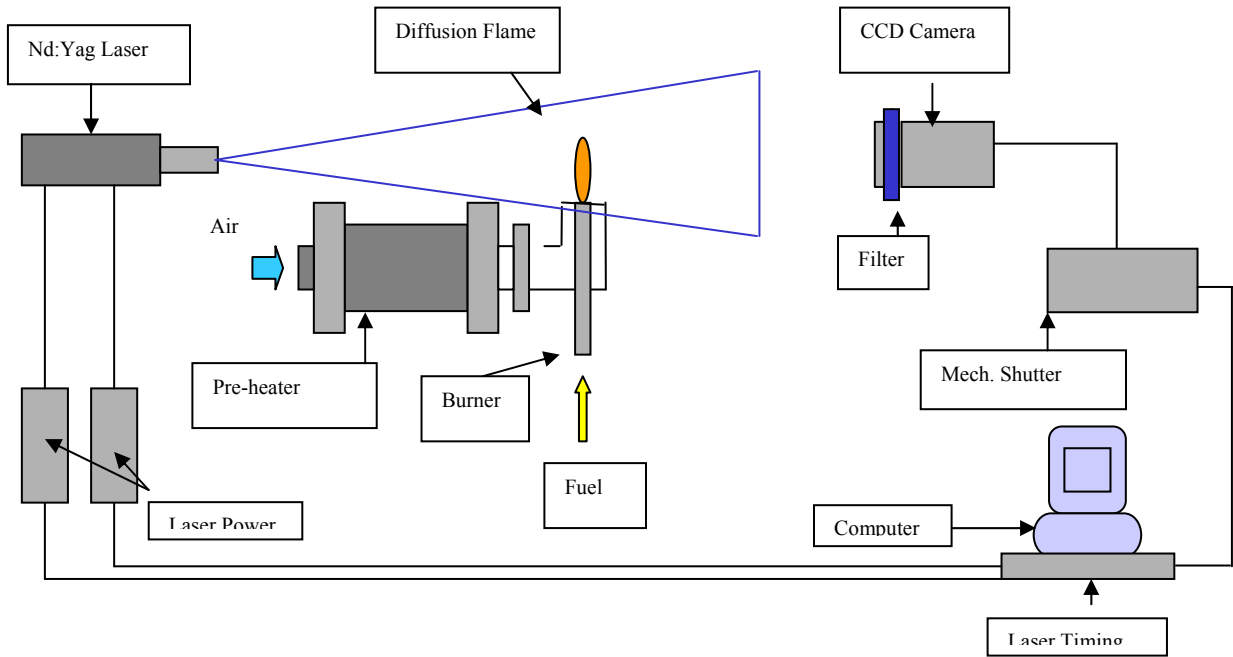 Nd:Yag Laser
Diffusion Flame
CCD Camera
Air
Filter
Pre-heater
Burner
Mech. Shutter
Fuel
Laser Power
Computer
Laser Timing